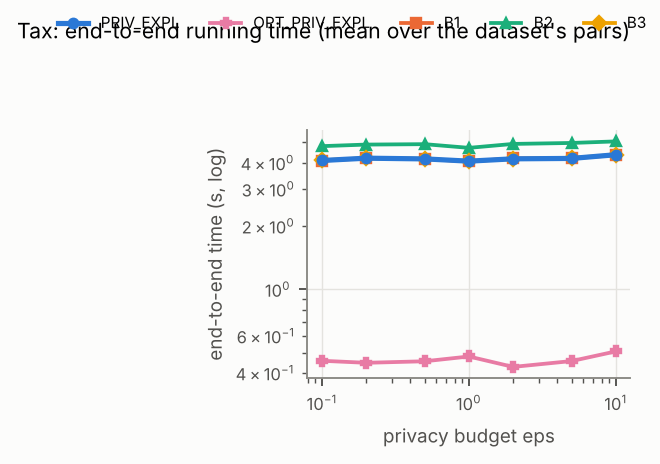 PRIV_EXPL OPT_PRIV_EXPL B1 B2 B3
Tax: end-to-end running time (mean over the dataset's pairs)
end-to-end time (s, log)
4 × 10⁰
3 × 10⁰
2 × 10⁰
10⁰
6 × 10⁻¹
4 × 10⁻¹
10⁻¹ 10⁰ 10¹
privacy budget eps